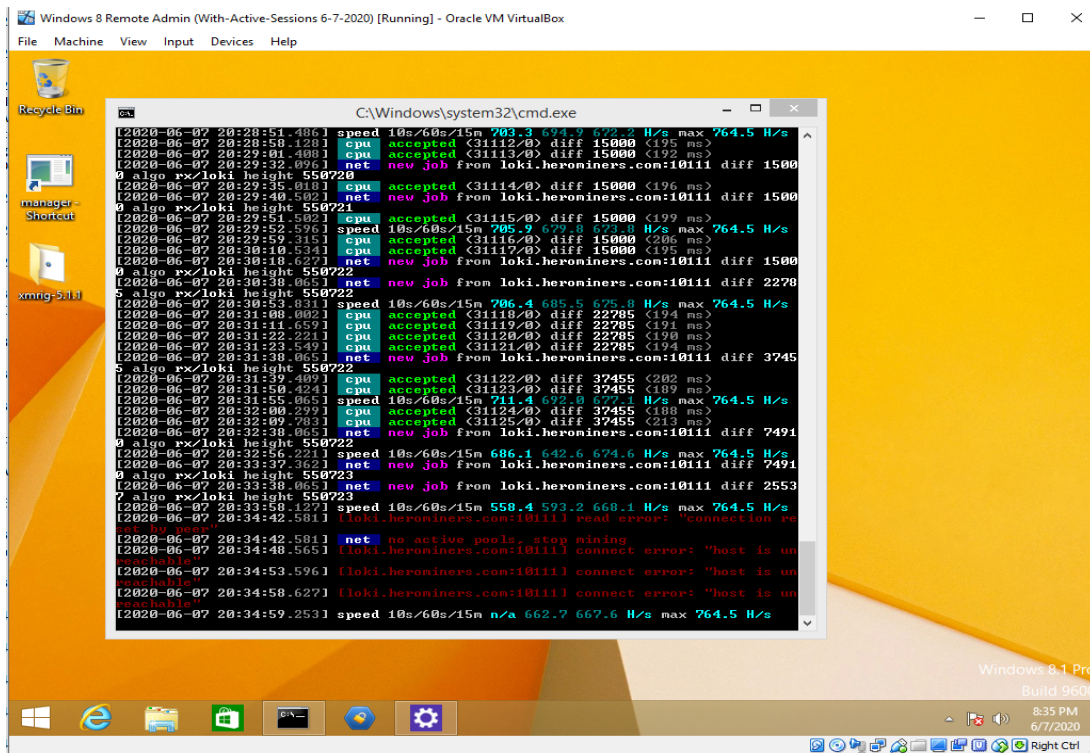 Windows 8 Remote Admin (With-Active-Sessions 6-7-2020) [Running] - Oracle VM VirtualBox
File Machine View Input Devices Help
Recycle Bin
manager -
Shortcut
xmrig-5.1.1
C:\Windows\system32\cmd.exe
[2020-06-07 20:28:51.486] speed 10s/60s/15m 703.3 694.9 672.2 H/s max 764.5 H/s
[2020-06-07 20:28:58.128] cpu accepted (31112/0) diff 15000 (195 ms)
[2020-06-07 20:29:01.408] cpu accepted (31113/0) diff 15000 (192 ms)
[2020-06-07 20:29:32.096] net new job from loki.herominers.com:10111 diff 1500
0 algo rx/loki height 550720
[2020-06-07 20:29:35.018] cpu accepted (31114/0) diff 15000 (196 ms)
[2020-06-07 20:29:40.502] net new job from loki.herominers.com:10111 diff 1500
0 algo rx/loki height 550721
[2020-06-07 20:29:51.502] cpu accepted (31115/0) diff 15000 (199 ms)
[2020-06-07 20:29:52.596] speed 10s/60s/15m 705.9 679.8 673.8 H/s max 764.5 H/s
[2020-06-07 20:29:59.315] cpu accepted (31116/0) diff 15000 (206 ms)
[2020-06-07 20:30:10.534] cpu accepted (31117/0) diff 15000 (195 ms)
[2020-06-07 20:30:18.627] net new job from loki.herominers.com:10111 diff 1500
0 algo rx/loki height 550722
[2020-06-07 20:30:38.065] net new job from loki.herominers.com:10111 diff 2278
5 algo rx/loki height 550722
[2020-06-07 20:30:53.831] speed 10s/60s/15m 706.4 685.5 675.8 H/s max 764.5 H/s
[2020-06-07 20:31:08.002] cpu accepted (31118/0) diff 22785 (194 ms)
[2020-06-07 20:31:11.659] cpu accepted (31119/0) diff 22785 (191 ms)
[2020-06-07 20:31:22.221] cpu accepted (31120/0) diff 22785 (190 ms)
[2020-06-07 20:31:23.549] cpu accepted (31121/0) diff 22785 (194 ms)
[2020-06-07 20:31:38.065] net new job from loki.herominers.com:10111 diff 3745
5 algo rx/loki height 550722
[2020-06-07 20:31:39.409] cpu accepted (31122/0) diff 37455 (202 ms)
[2020-06-07 20:31:50.424] cpu accepted (31123/0) diff 37455 (189 ms)
[2020-06-07 20:31:55.065] speed 10s/60s/15m 711.4 692.0 677.1 H/s max 764.5 H/s
[2020-06-07 20:32:00.299] cpu accepted (31124/0) diff 37455 (188 ms)
[2020-06-07 20:32:09.783] cpu accepted (31125/0) diff 37455 (213 ms)
[2020-06-07 20:32:38.065] net new job from loki.herominers.com:10111 diff 7491
0 algo rx/loki height 550722
[2020-06-07 20:32:56.221] speed 10s/60s/15m 686.1 642.6 674.6 H/s max 764.5 H/s
[2020-06-07 20:33:37.362] net new job from loki.herominers.com:10111 diff 7491
0 algo rx/loki height 550723
[2020-06-07 20:33:38.065] net new job from loki.herominers.com:10111 diff 2553
7 algo rx/loki height 550723
[2020-06-07 20:33:58.127] speed 10s/60s/15m 558.4 593.2 668.1 H/s max 764.5 H/s
[2020-06-07 20:34:42.581] [loki.herominers.com:10111] read error: "connection re
set by peer"
[2020-06-07 20:34:42.581] net no active pools, stop mining
[2020-06-07 20:34:48.565] [loki.herominers.com:10111] connect error: "host is un
reachable"
[2020-06-07 20:34:53.596] [loki.herominers.com:10111] connect error: "host is un
reachable"
[2020-06-07 20:34:58.627] [loki.herominers.com:10111] connect error: "host is un
reachable"
[2020-06-07 20:34:59.253] speed 10s/60s/15m n/a 662.7 667.6 H/s max 764.5 H/s
Windows 8.1 Pro
Build 9600
8:35 PM
6/7/2020
Right Ctrl